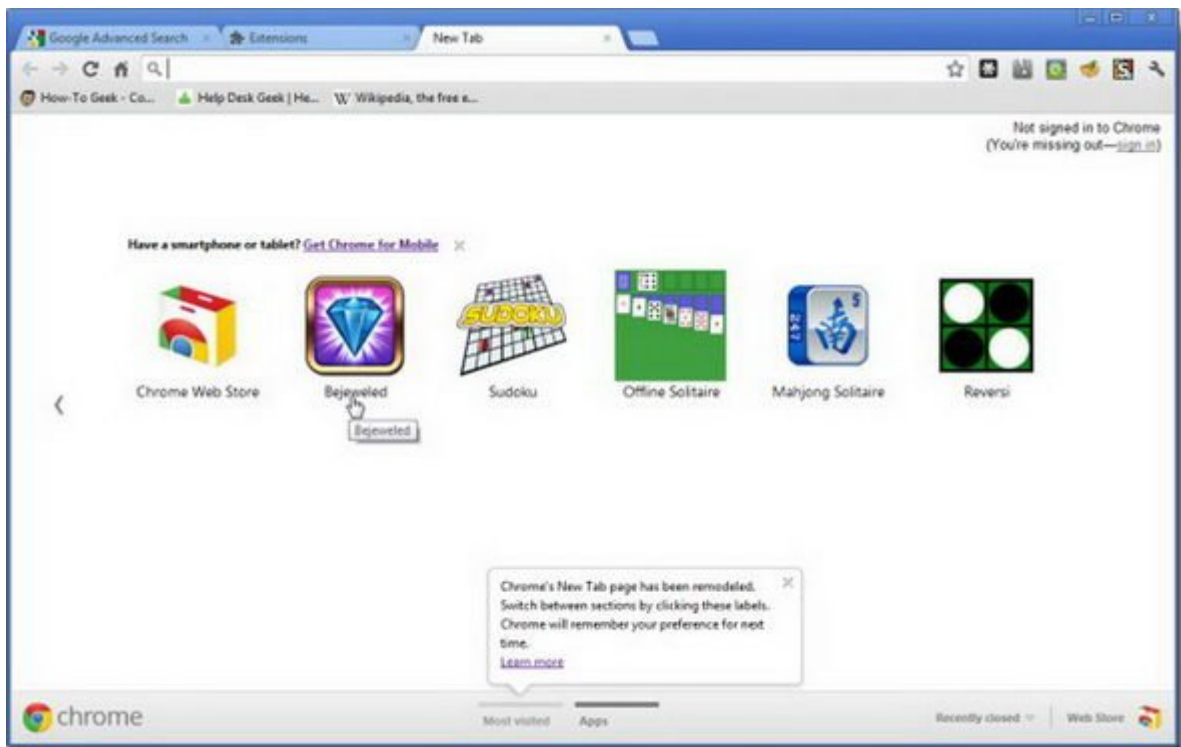 Google Advanced Search
Extensions
New Tab
How-To Geek - Co...
Help Desk Geek | He...
W Wikipedia, the free e...
Not signed in to Chrome
(You're missing out—sign in)
Have a smartphone or tablet? Get Chrome for Mobile
SUDOKU
5
247
南
Chrome Web Store
Bejeweled
Sudoku
Offline Solitaire
Mahjong Solitaire
Reversi
Bejeweled
Chrome's New Tab page has been remodeled.
Switch between sections by clicking these labels.
Chrome will remember your preference for next
time.
Learn more
chrome
Most visited
Apps
Recently closed
Web Store